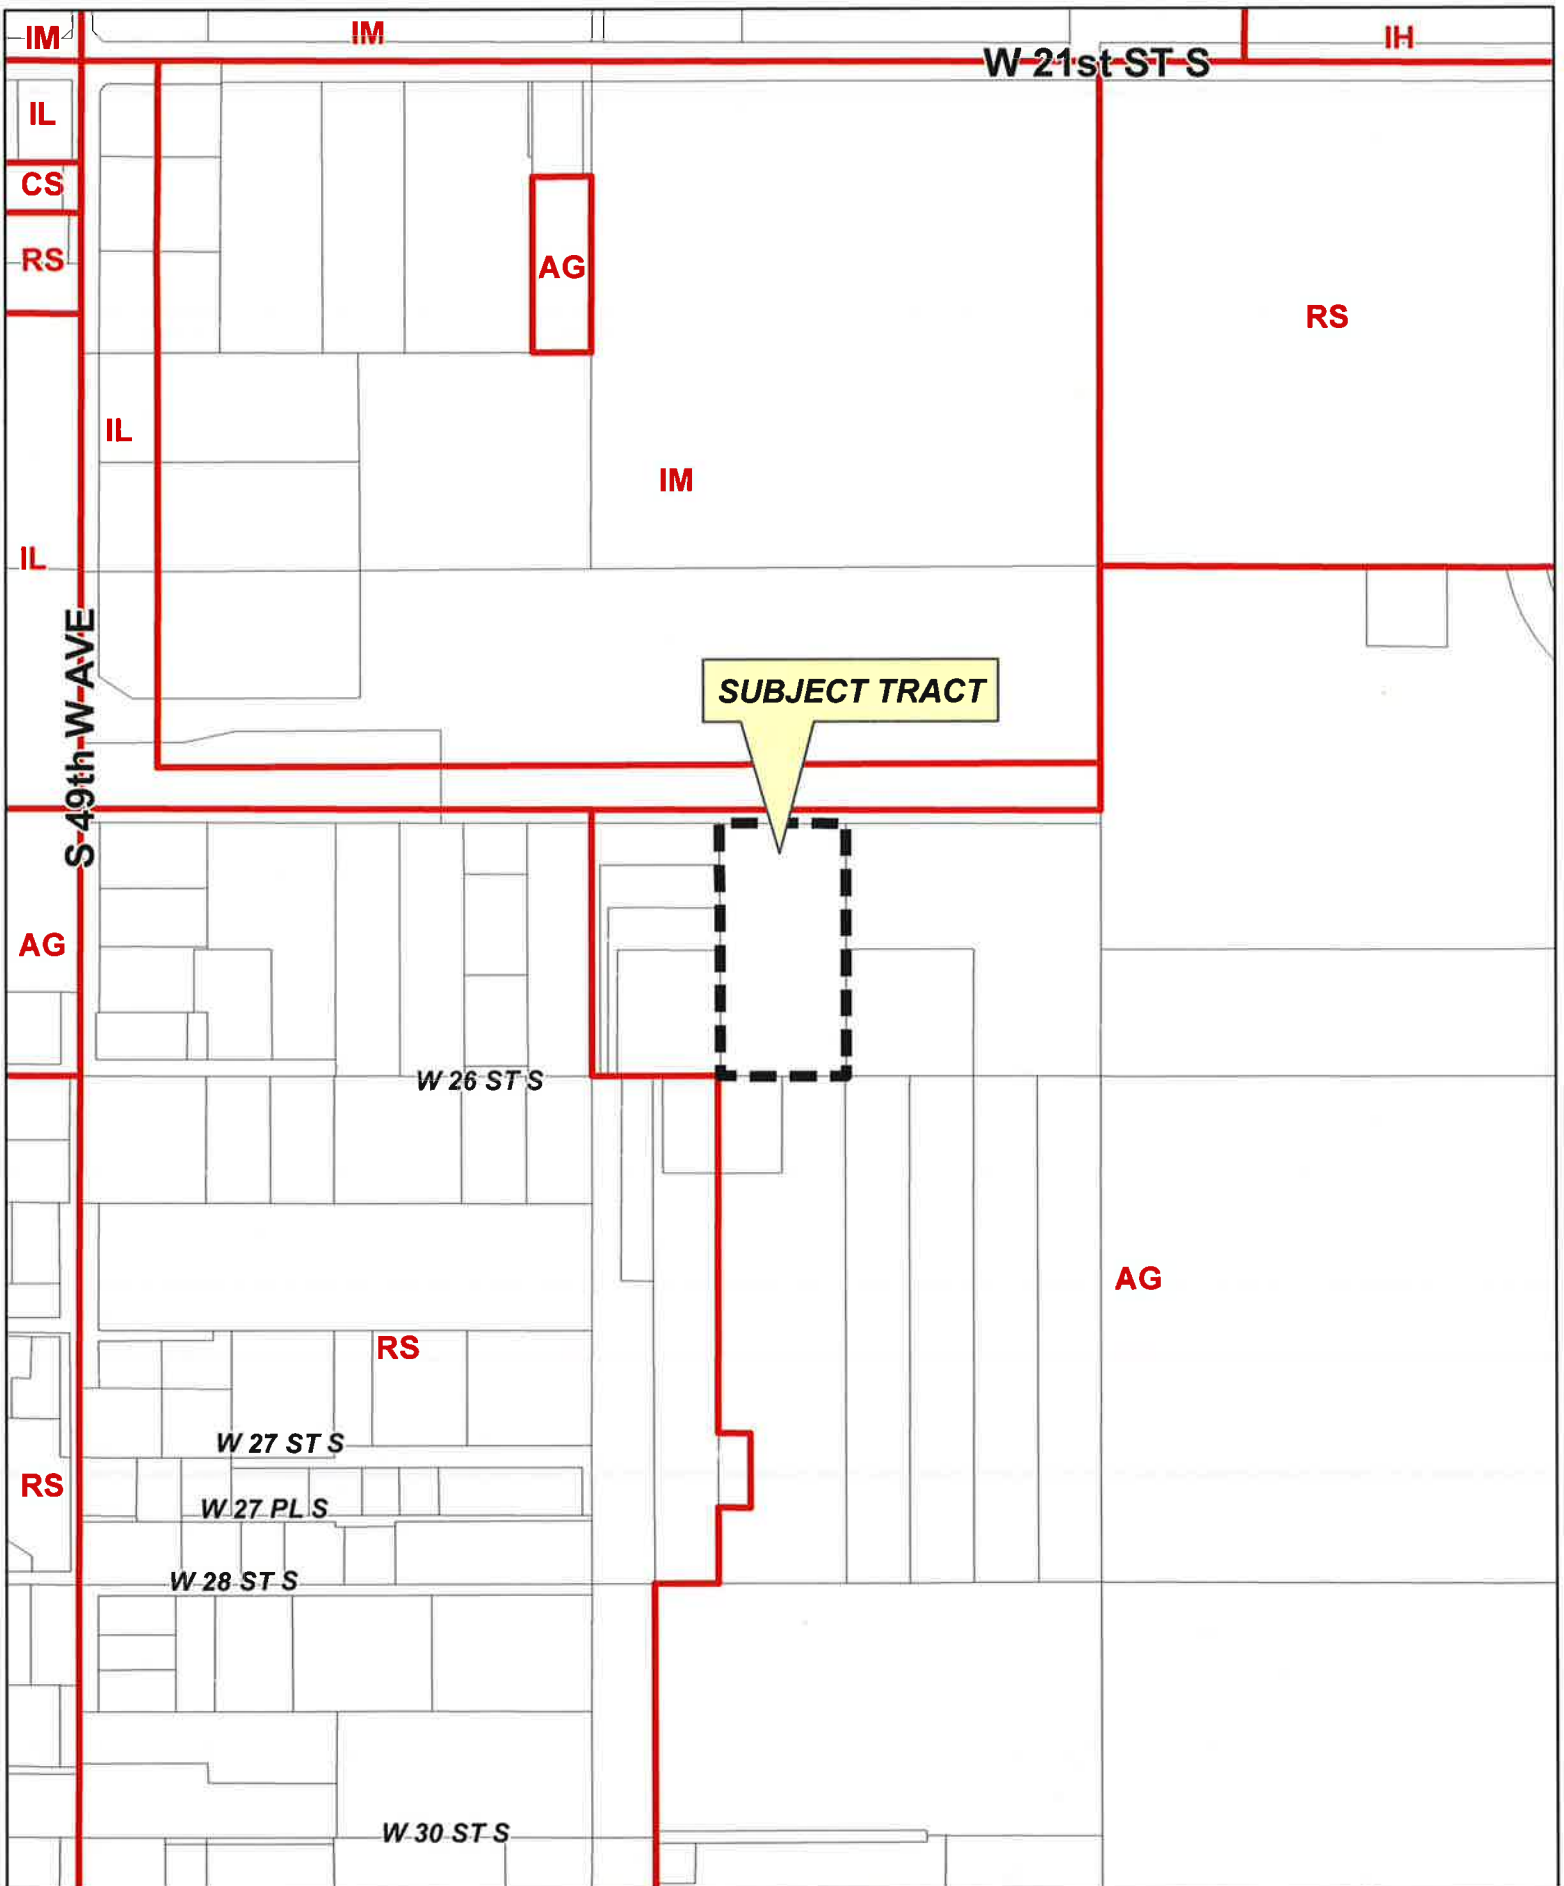 IM
IM
IH
W 21st ST S
IL
CS
RS
AG
RS
IL
IM
IL
S 49th W AVE
SUBJECT TRACT
AG
W 26 ST S
AG
RS
W 27 ST S
RS
W 27 PL S
W 28 ST S
W 30 ST S